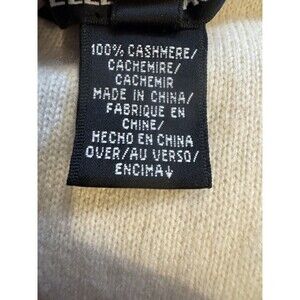 100% CASHMERE/
CACHEMIRE/
CACHEMIR
MADE IN CHINA/
FABRIQUE EN
CHINE/
HECHO EN CHINA
OVER/AU VERSO/
ENCIMA↓